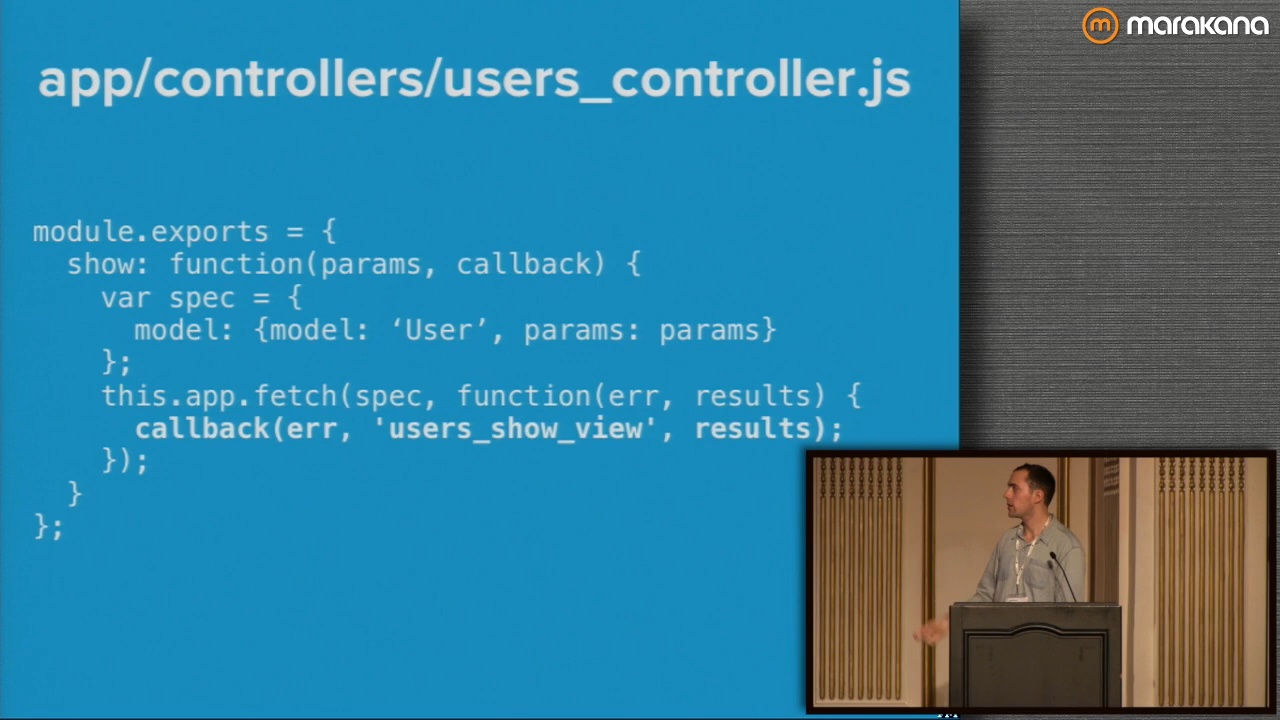 app/controllers/users_controller.js
marakana
module.exports = {
show: function(params, callback) {
var spec = {
model: {model: ‘User’, params: params}
};
this.app.fetch(spec, function(err, results) {
callback(err, 'users_show_view', results);
});
}
};